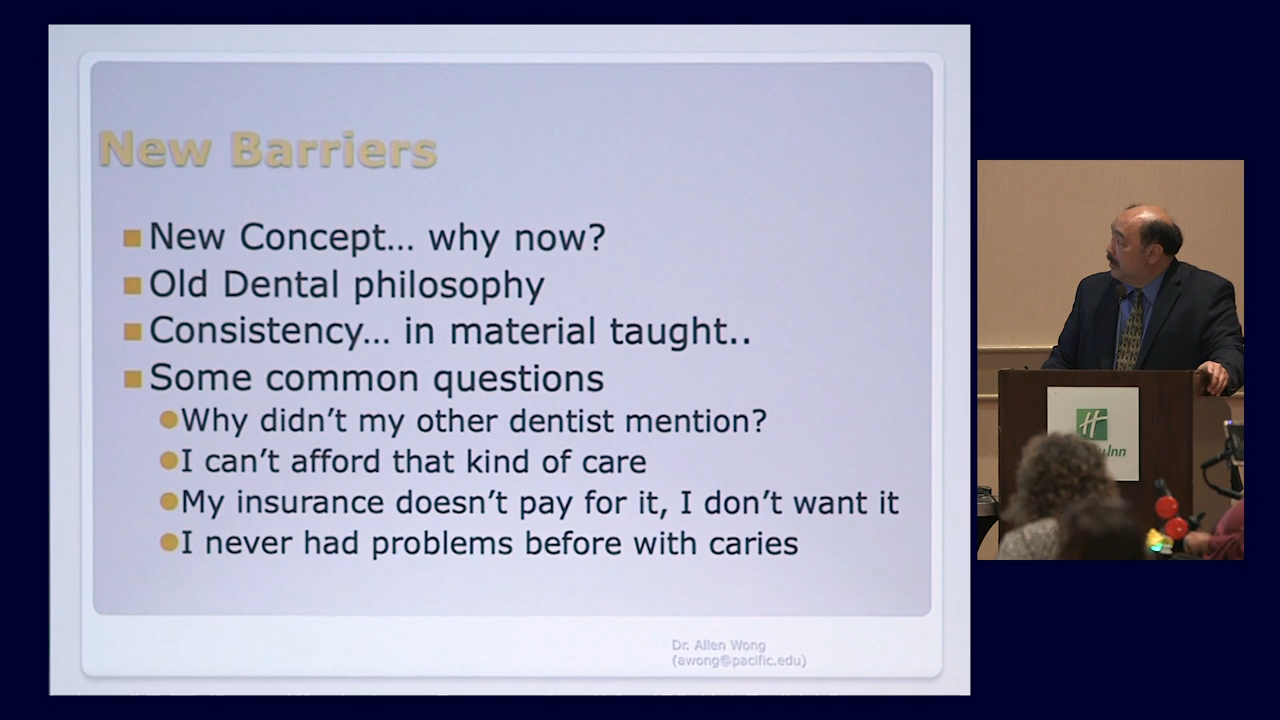 New Barriers
New Concept... why now?
Old Dental philosophy
Consistency... in material taught..
Some common questions
Why didn't my other dentist mention?
I can't afford that kind of care
My insurance doesn't pay for it, I don't want it
I never had problems before with caries
Dr. Allen Wong
(awong@pacific.edu)
H
Inn